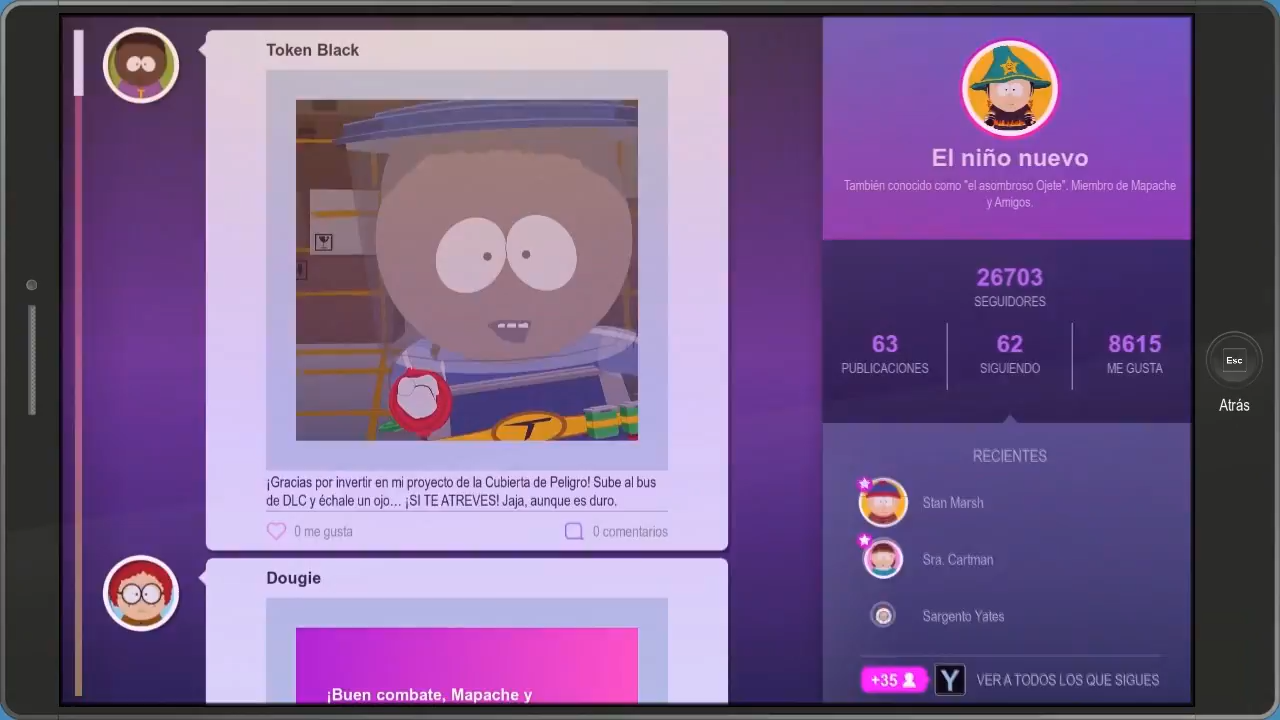 Token Black
T
¡Gracias por invertir en mi proyecto de la Cubierta de Peligro! Sube al bus
de DLC y échale un ojo... ¡SI TE ATREVES! Jaja, aunque es duro.
0 me gusta
0 comentarios
Dougie
¡Buen combate, Mapache y
El niño nuevo
También conocido como "el asombroso Ojete". Miembro de Mapache
y Amigos.
26703
SEGUIDORES
63
PUBLICACIONES
62
SIGUIENDO
8615
ME GUSTA
RECIENTES
Stan Marsh
Sra. Cartman
Sargento Yates
+35
Y
VER A TODOS LOS QUE SIGUES
Esc
Atrás